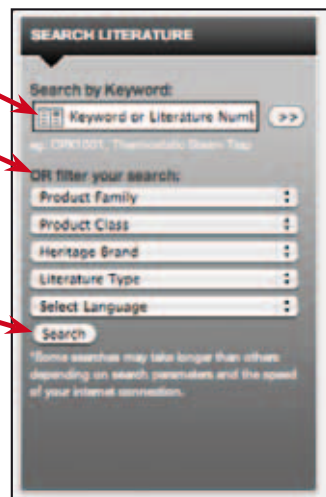 SEARCH LITERATURE
Search by Keyword:
Keyword or Literature Numb
>>
eg. CRK1001, Thermostatic Steam Trap
OR filter your search:
Product Family
Product Class
Heritage Brand
Literature Type
Select Language
Search
*Some searches may take longer than others
depending on search parameters and the speed
of your internet connection.